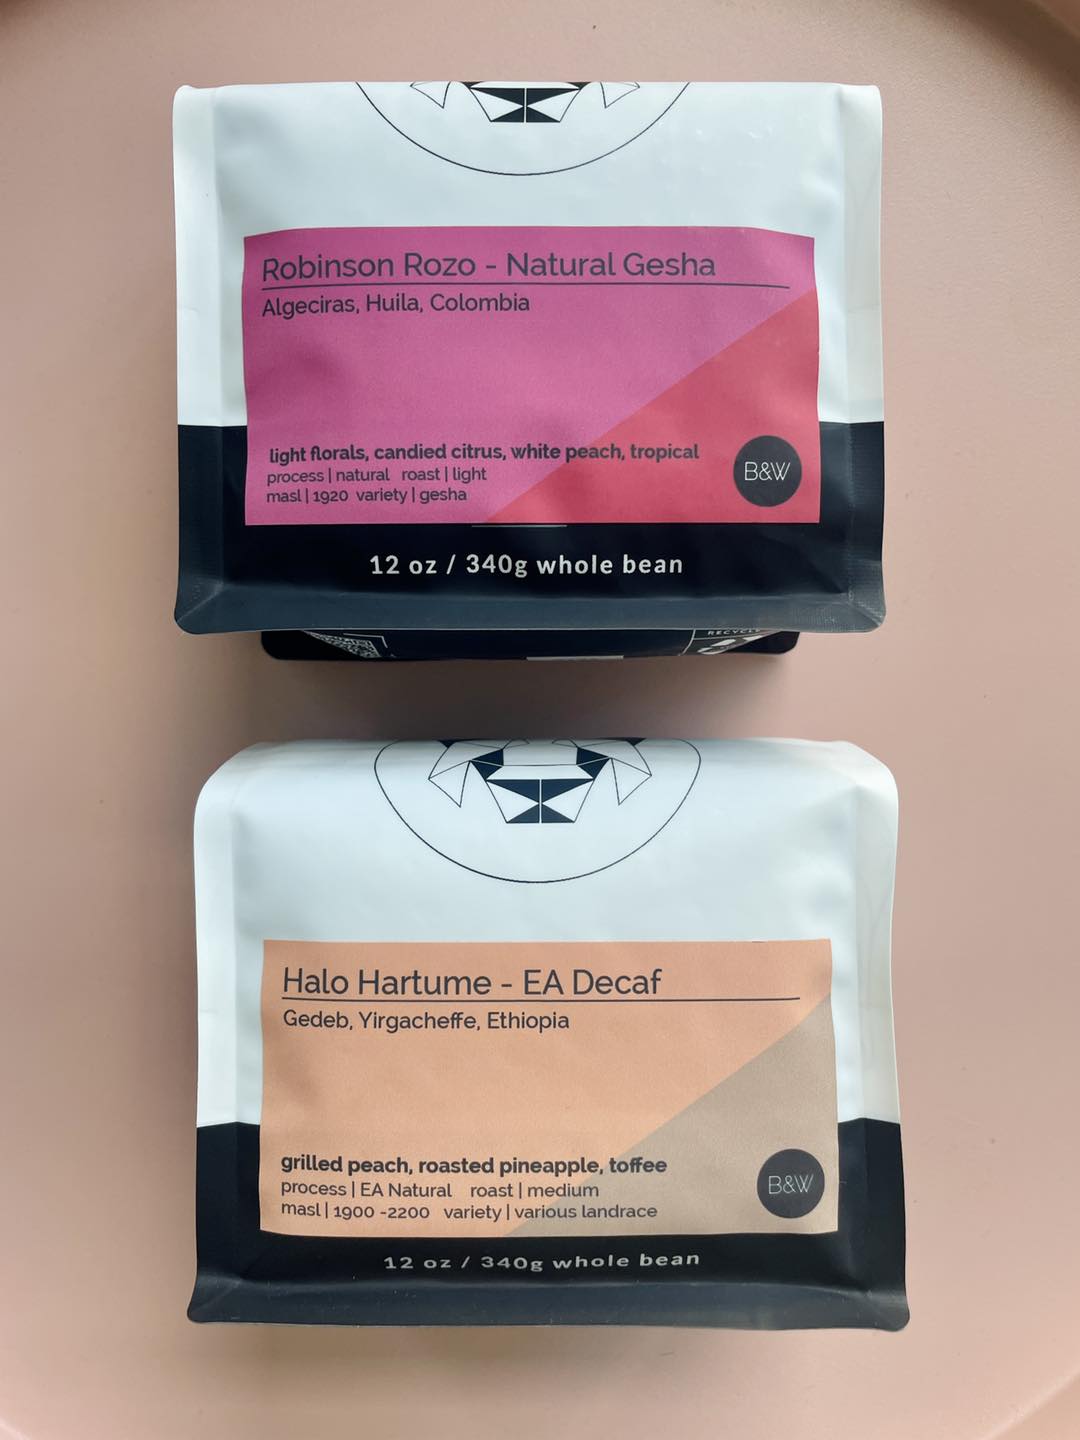 Robinson Rozo - Natural Gesha
Algeciras, Huila, Colombia
light florals, candied citrus, white peach, tropical
process | natural roast | light
masl | 1920 variety | gesha
B&W
12 oz / 340g whole bean
RECYCLE
Halo Hartume - EA Decaf
Gedeb, Yirgacheffe, Ethiopia
grilled peach, roasted pineapple, toffee
process | EA Natural roast | medium
masl | 1900 -2200 variety | various landrace
B&W
12 oz / 340g whole bean